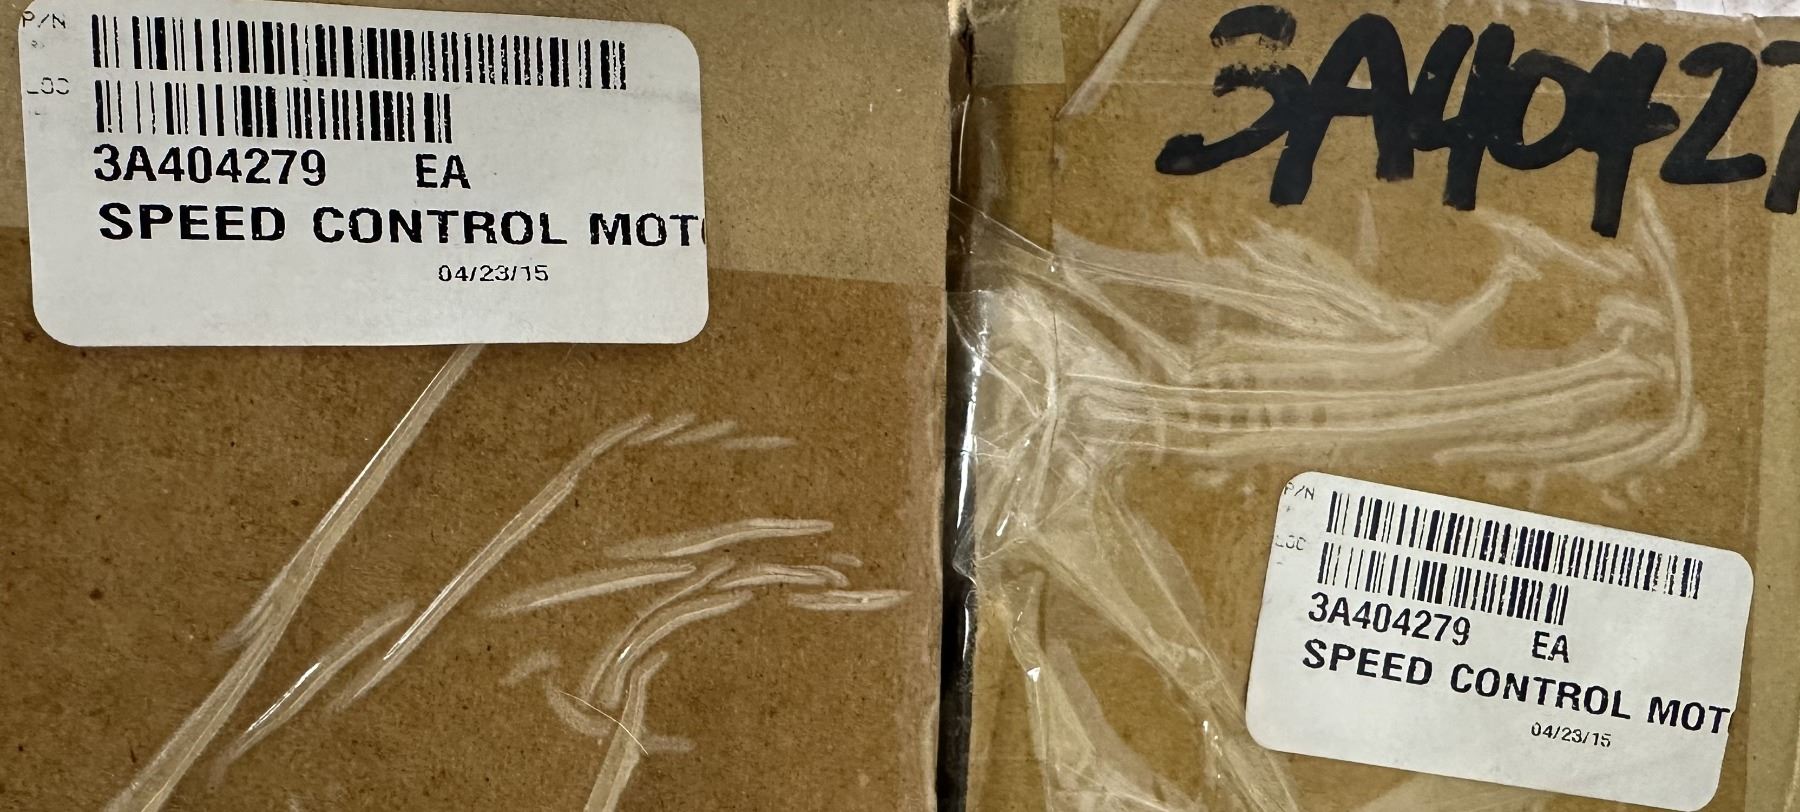 P/N
LOC
3A404279 EA
SPEED CONTROL MOT
04/23/15
3A40427
P/N
LOC
3A404279 EA
SPEED CONTROL MOT
04/23/15